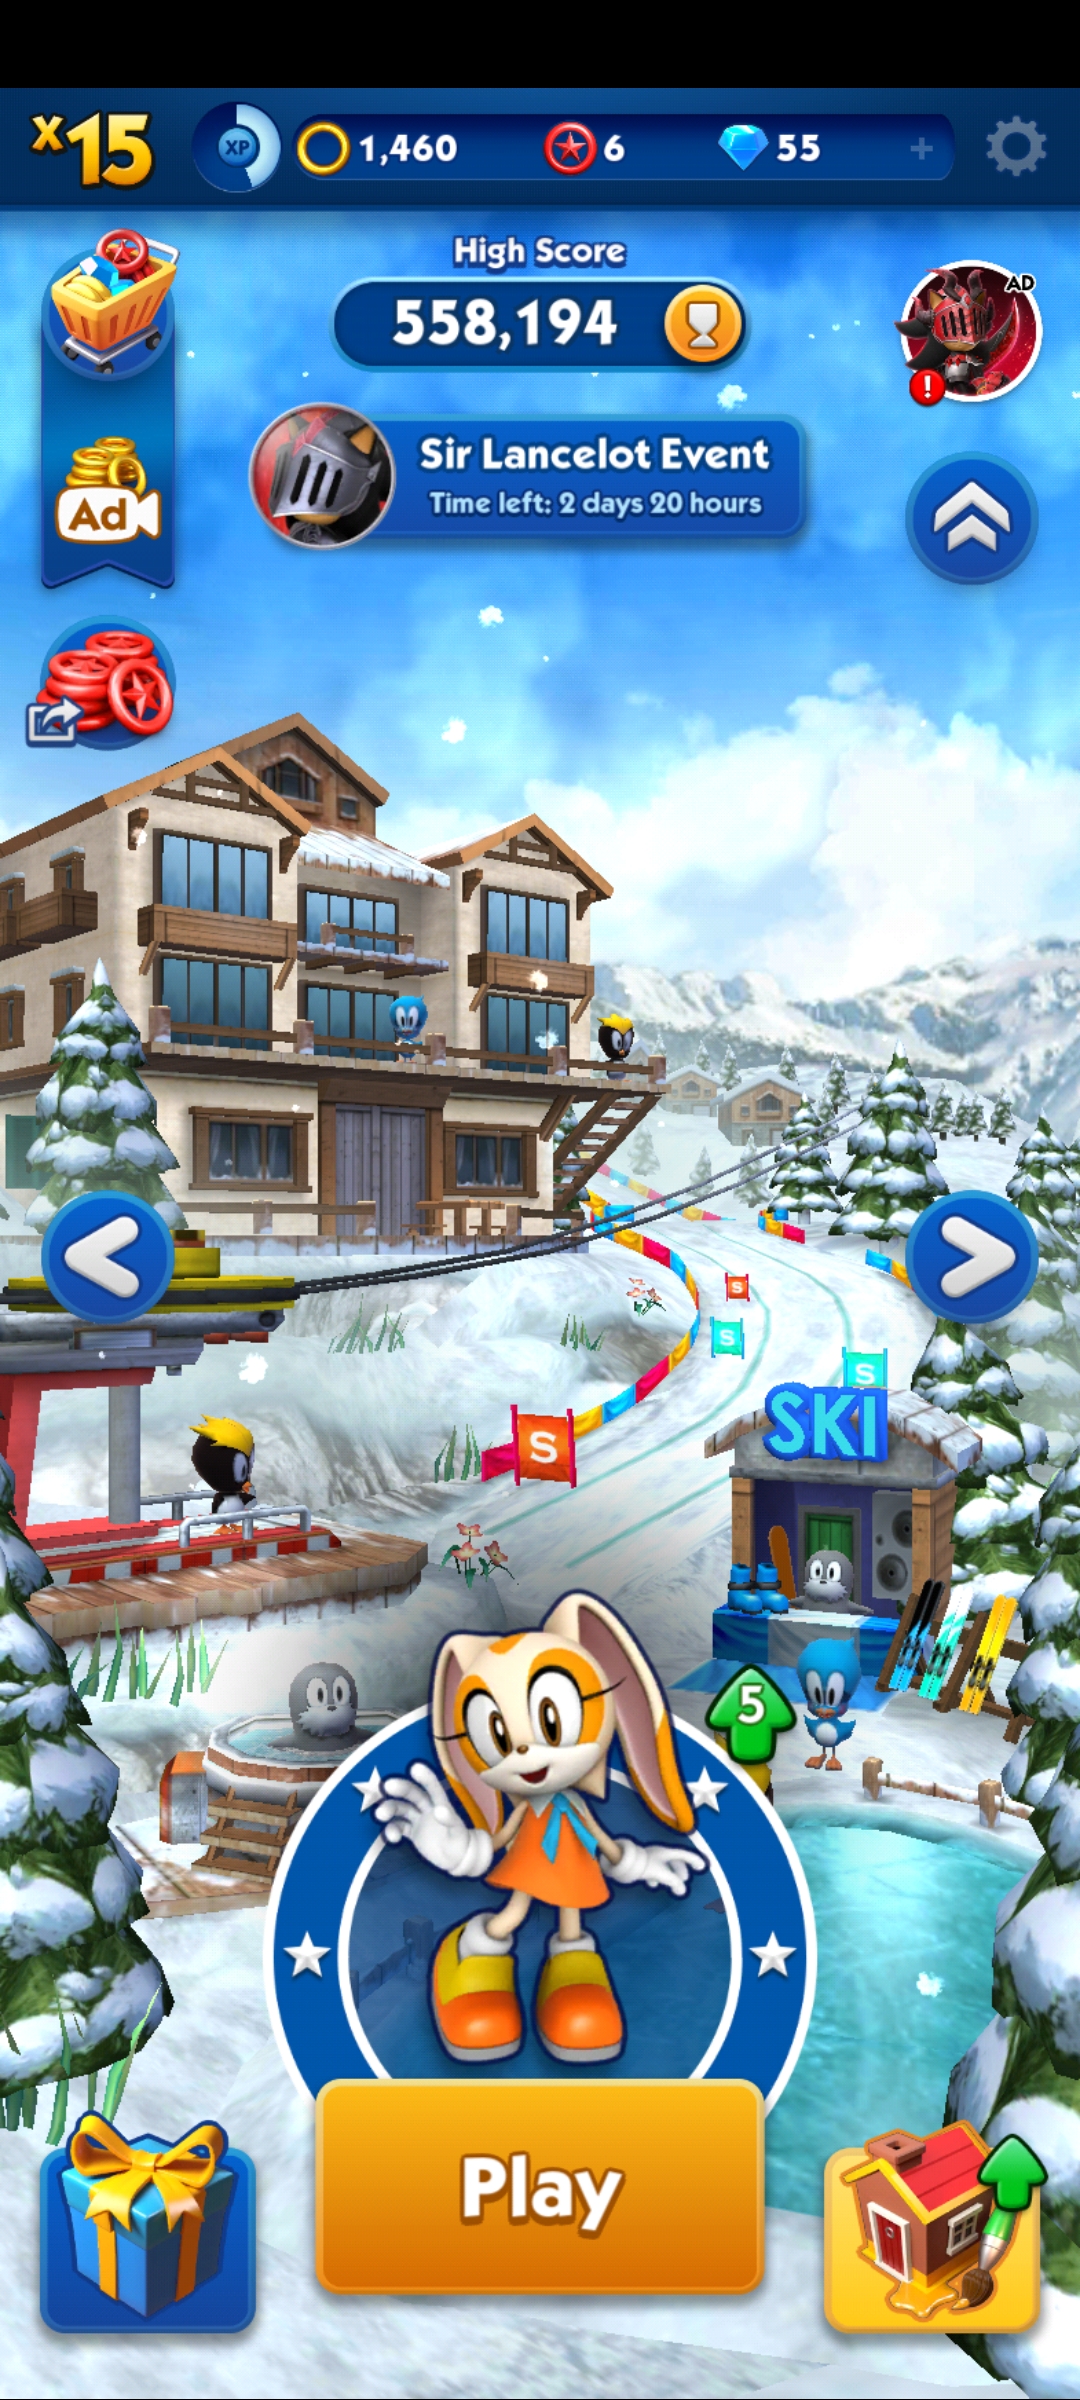 x15
XP
1,460
6
55
+
High Score
558,194
AD
!
Sir Lancelot Event
Time left: 2 days 20 hours
Ad
S
S
S
S
SKI
5
Play